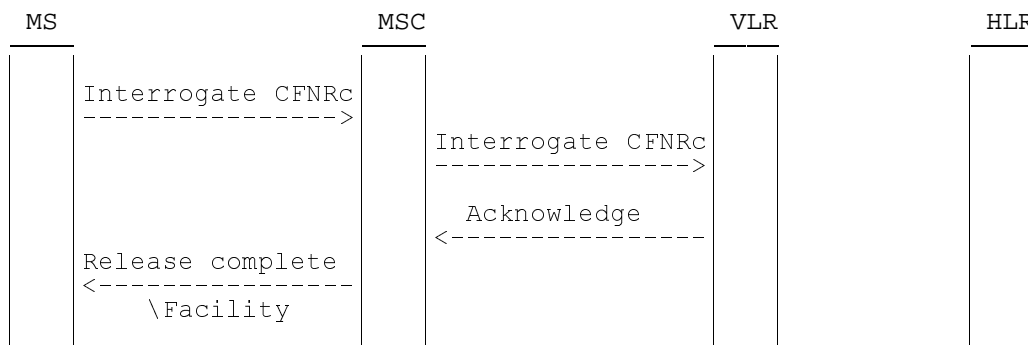 MS MSC VLR HLR
Interrogate CFNRc
---------------->
Interrogate CFNRc
---------------->
Acknowledge
<----------------
Release complete
<----------------
\Facility